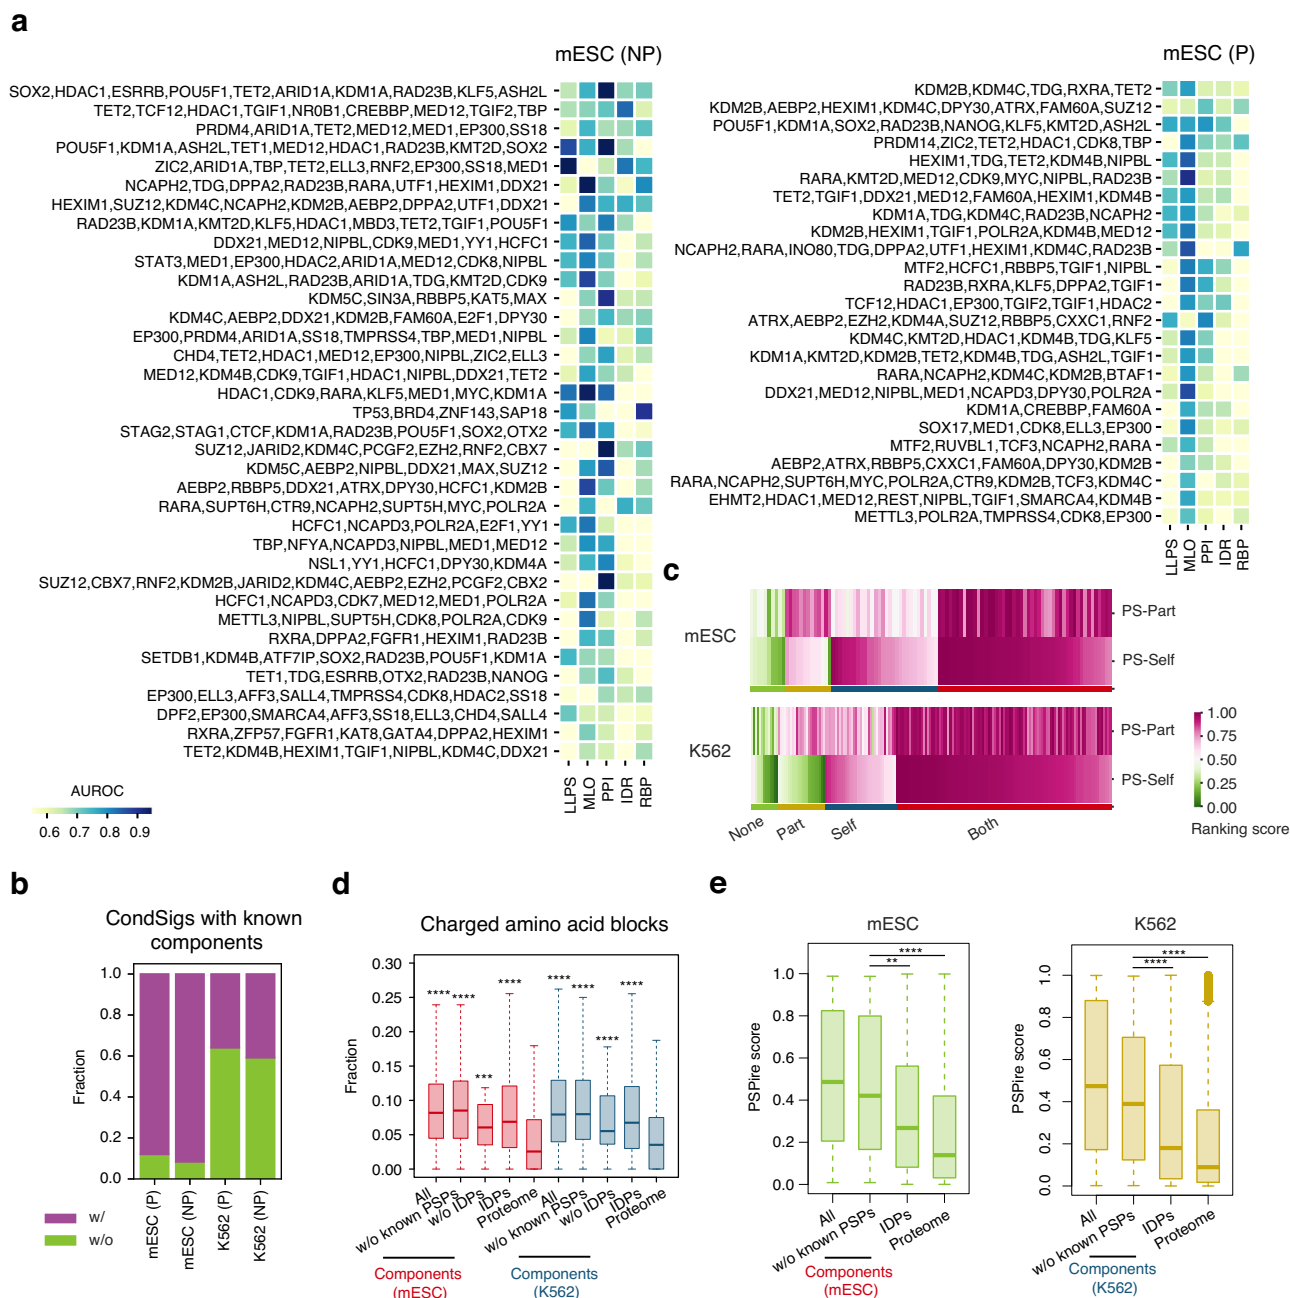 a
mESC (NP)
SOX2,HDAC1,ESRRB,POU5F1,TET2,ARID1A,KDM1A,RAD23B,KLF5,ASH2L
TET2,TCF12,HDAC1,TGIF1,NR0B1,CREBBP,MED12,TGIF2,TBP
PRDM4,ARID1A,TET2,MED12,MED1,EP300,SS18
POU5F1,KDM1A,ASH2L,TET1,MED12,HDAC1,RAD23B,KMT2D,SOX2
ZIC2,ARID1A,TBP,TET2,ELL3,RNF2,EP300,SS18,MED1
NCAPH2,TDG,DPPA2,RAD23B,RARA,UTF1,HEXIM1,DDX21
HEXIM1,SUZ12,KDM4C,NCAPH2,KDM2B,AEBP2,DPPA2,UTF1,DDX21
RAD23B,KDM1A,KMT2D,KLF5,HDAC1,MBD3,TET2,TGIF1,POU5F1
DDX21,MED12,NIPBL,CDK9,MED1,YY1,HCFC1
STAT3,MED1,EP300,HDAC2,ARID1A,MED12,CDK8,NIPBL
KDM1A,ASH2L,RAD23B,ARID1A,TDG,KMT2D,CDK9
KDM5C,SIN3A,RBBP5,KAT5,MAX
KDM4C,AEBP2,DDX21,KDM2B,FAM60A,E2F1,DPY30
EP300,PRDM4,ARID1A,SS18,TMPRSS4,TBP,MED1,NIPBL
CHD4,TET2,HDAC1,MED12,EP300,NIPBL,ZIC2,ELL3
MED12,KDM4B,CDK9,TGIF1,HDAC1,NIPBL,DDX21,TET2
HDAC1,CDK9,RARA,KLF5,MED1,MYC,KDM1A
TP53,BRD4,ZNF143,SAP18
STAG2,STAG1,CTCF,KDM1A,RAD23B,POU5F1,SOX2,OTX2
SUZ12,JARID2,KDM4C,PCGF2,EZH2,RNF2,CBX7
KDM5C,AEBP2,NIPBL,DDX21,MAX,SUZ12
AEBP2,RBBP5,DDX21,ATRX,DPY30,HCFC1,KDM2B
RARA,SUPT6H,CTR9,NCAPH2,SUPT5H,MYC,POLR2A
HCFC1,NCAPD3,POLR2A,E2F1,YY1
TBP,NFYA,NCAPD3,NIPBL,MED1,MED12
NSL1,YY1,HCFC1,DPY30,KDM4A
SUZ12,CBX7,RNF2,KDM2B,JARID2,KDM4C,AEBP2,EZH2,PCGF2,CBX2
HCFC1,NCAPD3,CDK7,MED12,MED1,POLR2A
METTL3,NIPBL,SUPT5H,CDK8,POLR2A,CDK9
RXRA,DPPA2,FGFR1,HEXIM1,RAD23B
SETDB1,KDM4B,ATF7IP,SOX2,RAD23B,POU5F1,KDM1A
TET1,TDG,ESRRB,OTX2,RAD23B,NANOG
EP300,ELL3,AFF3,SALL4,TMPRSS4,CDK8,HDAC2,SS18
DPF2,EP300,SMARCA4,AFF3,SS18,ELL3,CHD4,SALL4
RXRA,ZFP57,FGFR1,KAT8,GATA4,DPPA2,HEXIM1
TET2,KDM4B,HEXIM1,TGIF1,NIPBL,KDM4C,DDX21
LLPS
MLO
PPI
IDR
RBP
AUROC
0.6 0.7 0.8 0.9
mESC (P)
KDM2B,KDM4C,TDG,RXRA,TET2
KDM2B,AEBP2,HEXIM1,KDM4C,DPY30,ATRX,FAM60A,SUZ12
POU5F1,KDM1A,SOX2,RAD23B,NANOG,KLF5,KMT2D,ASH2L
PRDM14,ZIC2,TET2,HDAC1,CDK8,TBP
HEXIM1,TDG,TET2,KDM4B,NIPBL
RARA,KMT2D,MED12,CDK9,MYC,NIPBL,RAD23B
TET2,TGIF1,DDX21,MED12,FAM60A,HEXIM1,KDM4B
KDM1A,TDG,KDM4C,RAD23B,NCAPH2
KDM2B,HEXIM1,TGIF1,POLR2A,KDM4B,MED12
NCAPH2,RARA,INO80,TDG,DPPA2,UTF1,HEXIM1,KDM4C,RAD23B
MTF2,HCFC1,RBBP5,TGIF1,NIPBL
RAD23B,RXRA,KLF5,DPPA2,TGIF1
TCF12,HDAC1,EP300,TGIF2,TGIF1,HDAC2
ATRX,AEBP2,EZH2,KDM4A,SUZ12,RBBP5,CXXC1,RNF2
KDM4C,KMT2D,HDAC1,KDM4B,TDG,KLF5
KDM1A,KMT2D,KDM2B,TET2,KDM4B,TDG,ASH2L,TGIF1
RARA,NCAPH2,KDM4C,KDM2B,BTAF1
DDX21,MED12,NIPBL,MED1,NCAPD3,DPY30,POLR2A
KDM1A,CREBBP,FAM60A
SOX17,MED1,CDK8,ELL3,EP300
MTF2,RUVBL1,TCF3,NCAPH2,RARA
AEBP2,ATRX,RBBP5,CXXC1,FAM60A,DPY30,KDM2B
RARA,NCAPH2,SUPT6H,MYC,POLR2A,CTR9,KDM2B,TCF3,KDM4C
EHMT2,HDAC1,MED12,REST,NIPBL,TGIF1,SMARCA4,KDM4B
METTL3,POLR2A,TMPRSS4,CDK8,EP300
LLPS
MLO
PPI
IDR
RBP
c
mESC
PS-Part
PS-Self
K562
PS-Part
PS-Self
None
Part
Self
Both
1.00
0.75
0.50
0.25
0.00
Ranking score
b
CondSigs with known
components
Fraction
1.0
0.8
0.6
0.4
0.2
0.0
mESC (P)
mESC (NP)
K562 (P)
K562 (NP)
w/
w/o
d
Charged amino acid blocks
Fraction
0.30
0.25
0.20
0.15
0.10
0.05
0.00
**** **** *** **** **** **** **** ****
All
w/o known PSPs
w/o IDPs
IDPs
Proteome
All
w/o known PSPs
w/o IDPs
IDPs
Proteome
Components
(mESC)
Components
(K562)
e
mESC
PSPire score
1.0
0.8
0.6
0.4
0.2
0.0
****
**
All
w/o known PSPs
IDPs
Proteome
Components
(mESC)
K562
PSPire score
1.0
0.8
0.6
0.4
0.2
0.0
****
****
All
w/o known PSPs
IDPs
Proteome
Components
(K562)